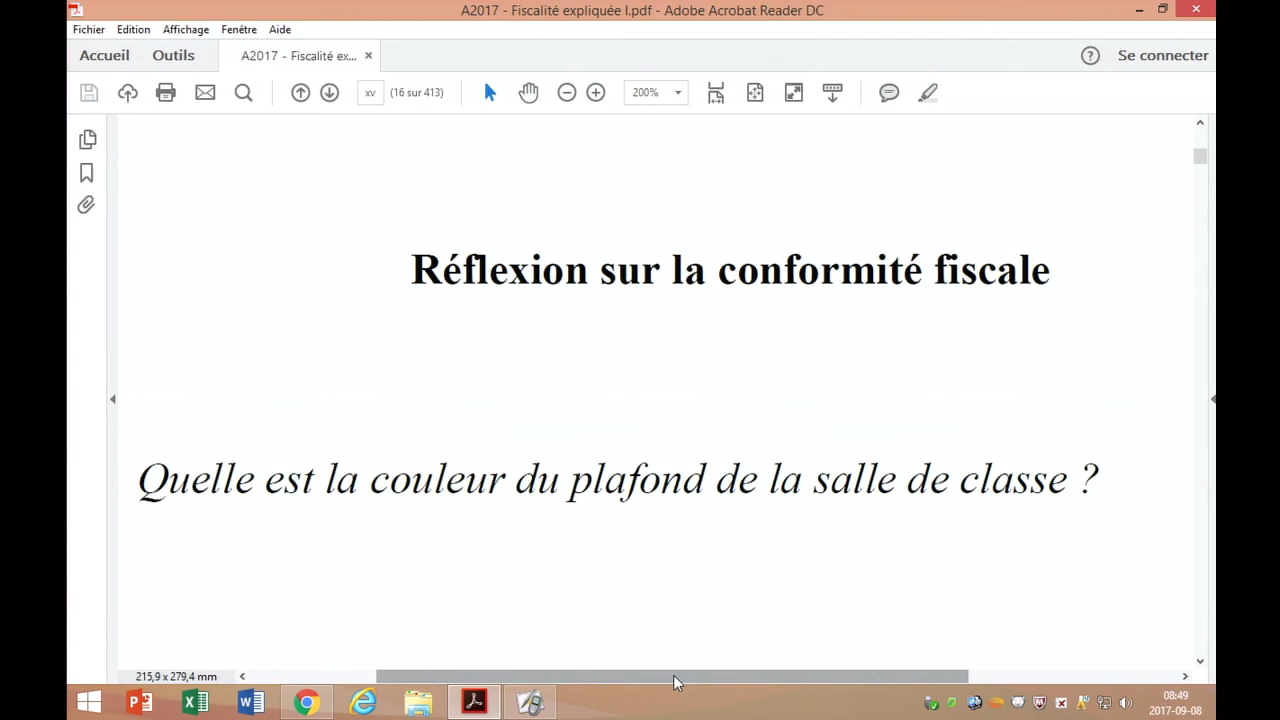 A2017 - Fiscalité expliquée I.pdf - Adobe Acrobat Reader DC
Fichier Edition Affichage Fenêtre Aide
Accueil Outils A2017 - Fiscalité ex... × ? Se connecter
xv (16 sur 413) 200%
Réflexion sur la conformité fiscale
Quelle est la couleur du plafond de la salle de classe ?
215,9 x 279,4 mm
08:49
2017-09-08